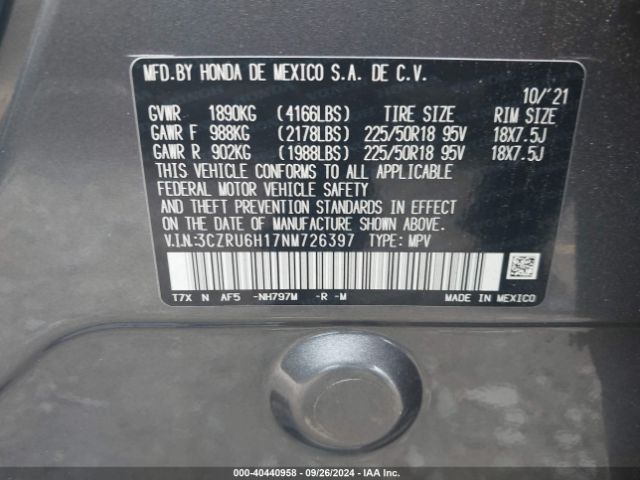 MFD.BY HONDA DE MEXICO S.A. DE C.V.
10/'21
GVWR 1890KG (4166LBS) TIRE SIZE RIM SIZE
GAWR F 988KG (2178LBS) 225/50R18 95V 18X7.5J
GAWR R 902KG (1988LBS) 225/50R18 95V 18X7.5J
THIS VEHICLE CONFORMS TO ALL APPLICABLE
FEDERAL MOTOR VEHICLE SAFETY
AND THEFT PREVENTION STANDARDS IN EFFECT
ON THE DATE OF MANUFACTURE SHOWN ABOVE.
V.I.N:3CZRU6H17NM726397 TYPE: MPV
T7X N AF5 -NH797M -R -M MADE IN MEXICO
000-40440958 - 09/26/2024 - IAA Inc.